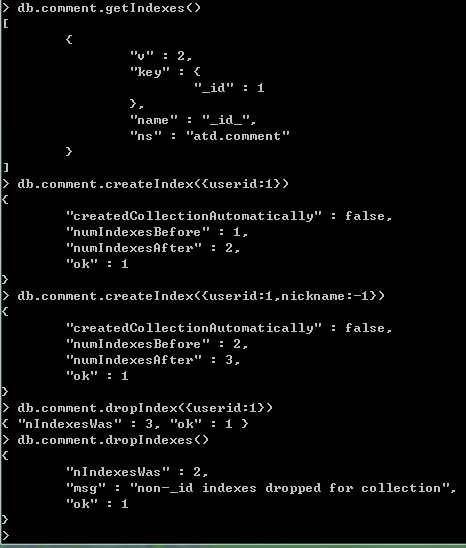 > db.comment.getIndexes()
[
        {
                "v" : 2,
                "key" : {
                        "_id" : 1
                },
                "name" : "_id_",
                "ns" : "atd.comment"
        }
]
> db.comment.createIndex({userid:1})
{
        "createdCollectionAutomatically" : false,
        "numIndexesBefore" : 1,
        "numIndexesAfter" : 2,
        "ok" : 1
}
> db.comment.createIndex({userid:1,nickname:-1})
{
        "createdCollectionAutomatically" : false,
        "numIndexesBefore" : 2,
        "numIndexesAfter" : 3,
        "ok" : 1
}
> db.comment.dropIndex({userid:1})
{ "nIndexesWas" : 3, "ok" : 1 }
> db.comment.dropIndexes()
{
        "nIndexesWas" : 2,
        "msg" : "non-_id indexes dropped for collection",
        "ok" : 1
}
>